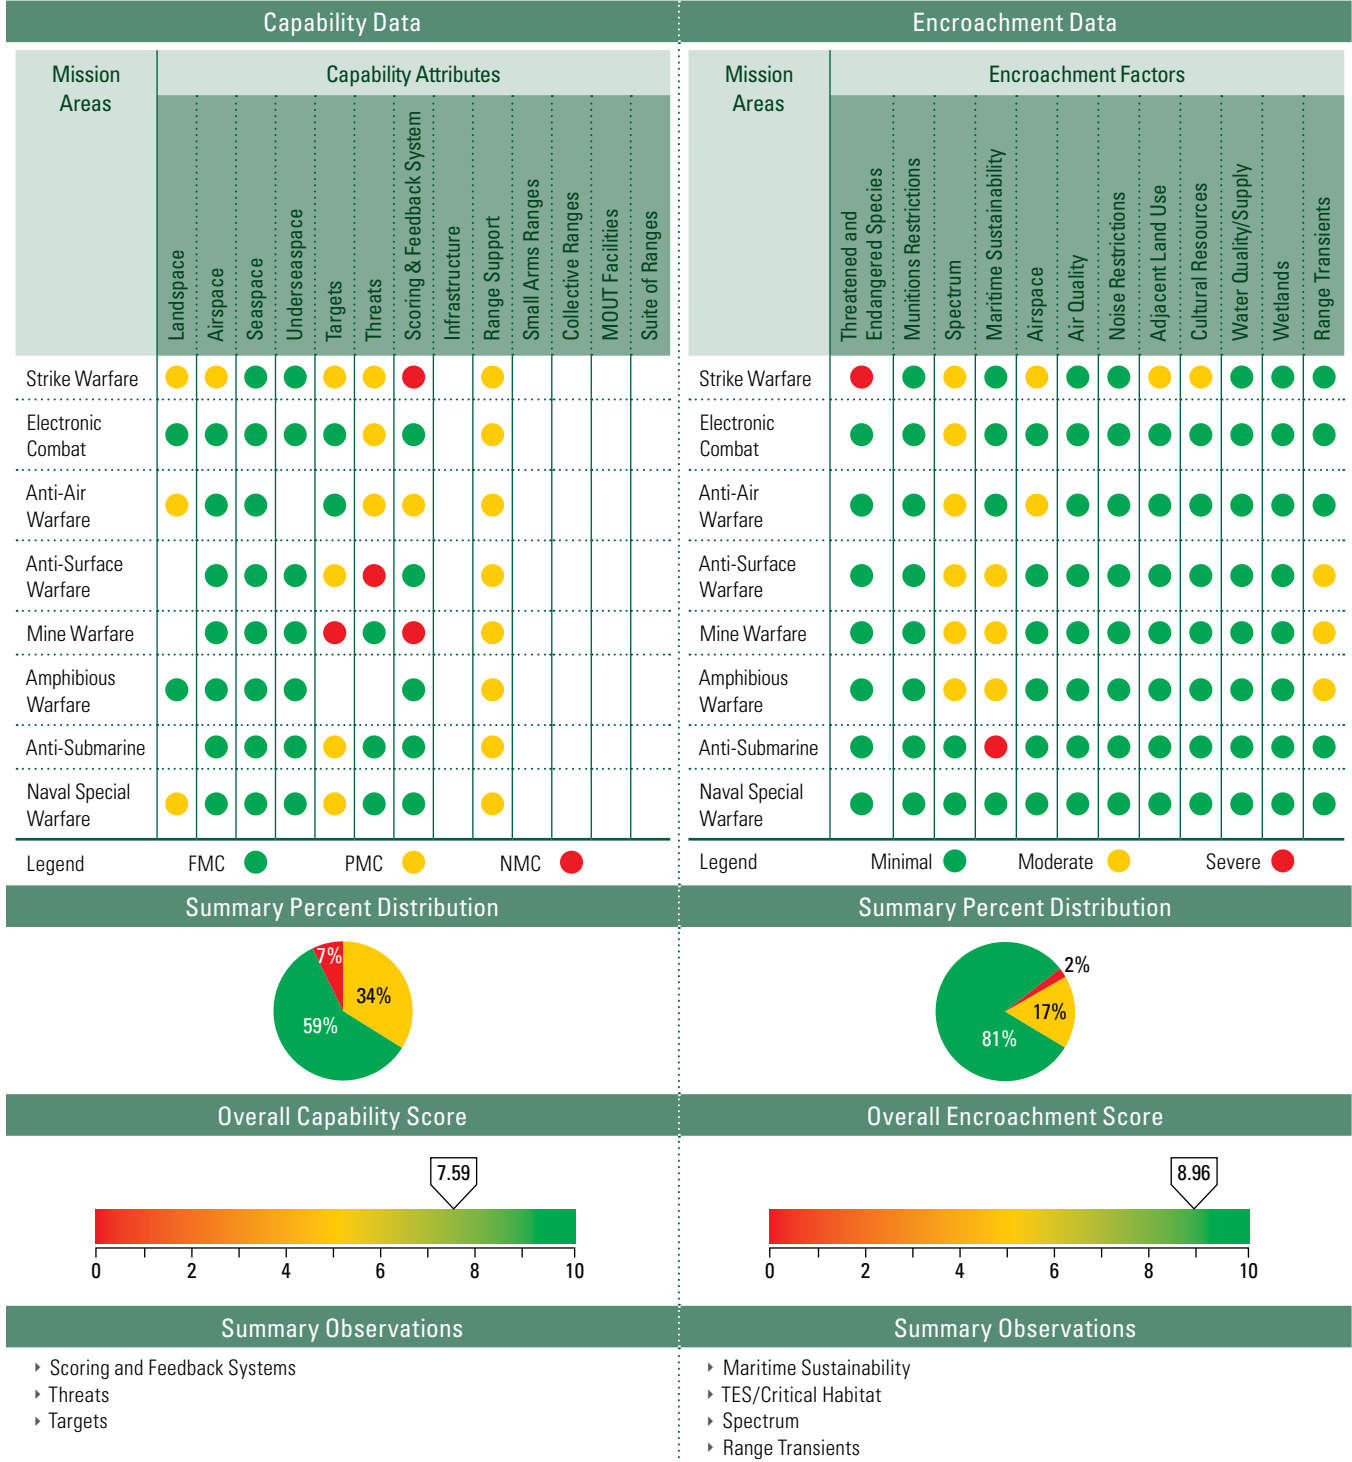 Capability Data
Mission
Areas
Capability Attributes
Landspace
Airspace
Seaspace
Underseaspace
Targets
Threats
Scoring & Feedback System
Infrastructure
Range Support
Small Arms Ranges
Collective Ranges
MOUT Facilities
Suite of Ranges
Strike Warfare
Electronic
Combat
Anti-Air
Warfare
Anti-Surface
Warfare
Mine Warfare
Amphibious
Warfare
Anti-Submarine
Naval Special
Warfare
Legend FMC PMC NMC
Summary Percent Distribution
7%
34%
59%
Overall Capability Score
7.59
0 2 4 6 8 10
Summary Observations
Scoring and Feedback Systems
Threats
Targets
Encroachment Data
Mission
Areas
Encroachment Factors
Threatened and
Endangered Species
Munitions Restrictions
Spectrum
Maritime Sustainability
Airspace
Air Quality
Noise Restrictions
Adjacent Land Use
Cultural Resources
Water Quality/Supply
Wetlands
Range Transients
Strike Warfare
Electronic
Combat
Anti-Air
Warfare
Anti-Surface
Warfare
Mine Warfare
Amphibious
Warfare
Anti-Submarine
Naval Special
Warfare
Legend Minimal Moderate Severe
Summary Percent Distribution
2%
17%
81%
Overall Encroachment Score
8.96
0 2 4 6 8 10
Summary Observations
Maritime Sustainability
TES/Critical Habitat
Spectrum
Range Transients